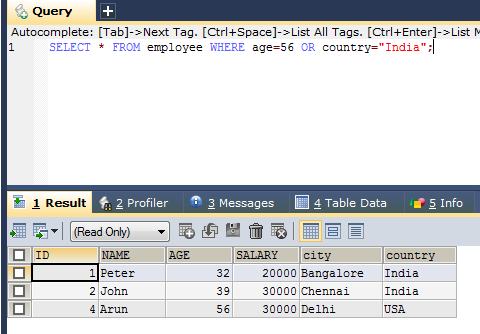 Query
Autocomplete: [Tab]->Next Tag. [Ctrl+Space]->List All Tags. [Ctrl+Enter]->List M
1 SELECT * FROM employee WHERE age=56 OR country="India";
1 Result 2 Profiler 3 Messages 4 Table Data 5 Info
(Read Only)
ID NAME AGE SALARY city country
1 Peter 32 20000 Bangalore India
2 John 39 30000 Chennai India
4 Arun 56 30000 Delhi USA